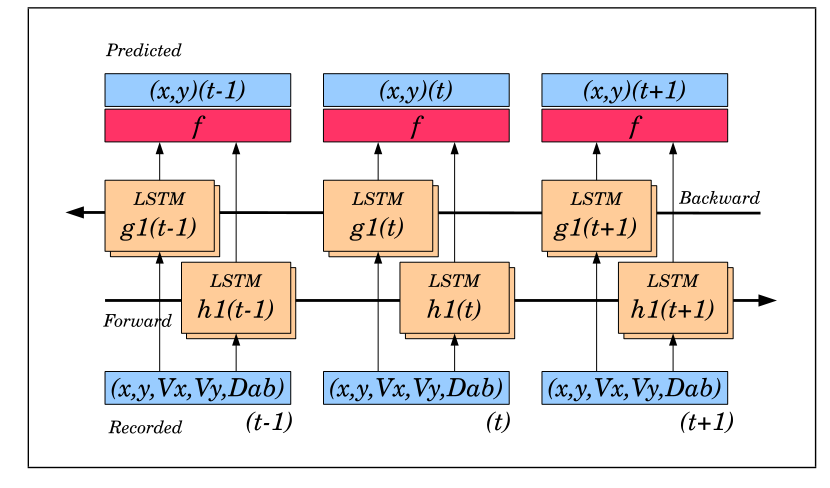 Predicted
(x,y)(t-1) (x,y)(t) (x,y)(t+1)
f f f
LSTM LSTM LSTM Backward
g1(t-1) g1(t) g1(t+1)
LSTM LSTM LSTM
h1(t-1) h1(t) h1(t+1)
Forward
(x,y,Vx,Vy,Dab) (x,y,Vx,Vy,Dab) (x,y,Vx,Vy,Dab)
Recorded (t-1) (t) (t+1)